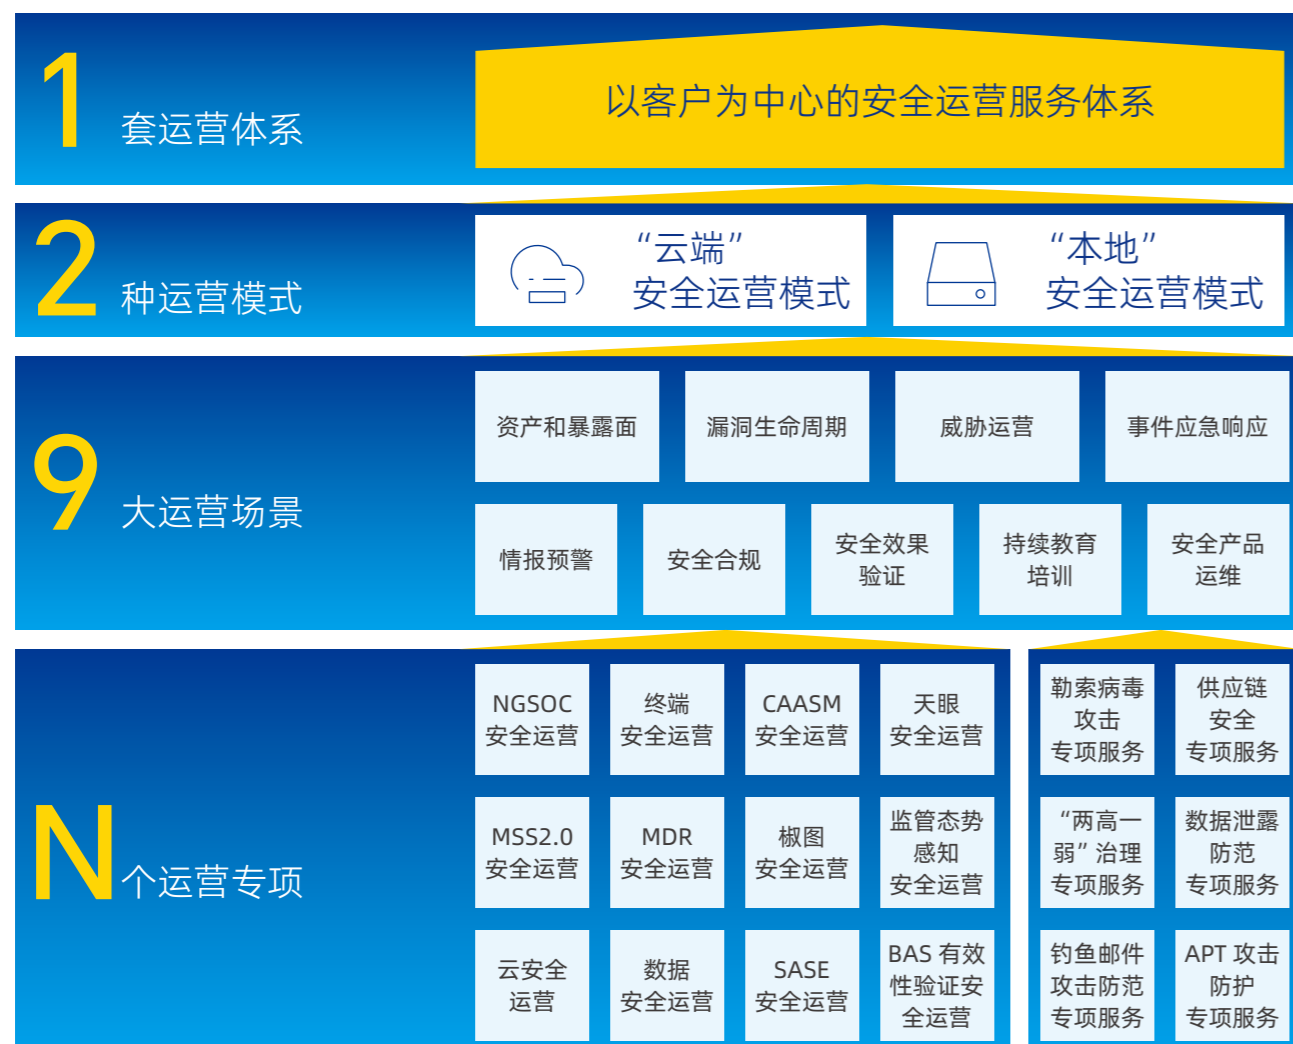 1
套运营体系
以客户为中心的安全运营服务体系
2
种运营模式
“云端”
安全运营模式
“本地”
安全运营模式
9
大运营场景
资产和暴露面
漏洞生命周期
威胁运营
事件应急响应
情报预警
安全合规
安全效果
验证
持续教育
培训
安全产品
运维
N
个运营专项
NGSOC
安全运营
终端
安全运营
CAASM
安全运营
天眼
安全运营
勒索病毒
攻击
专项服务
供应链
安全
专项服务
MSS2.0
安全运营
MDR
安全运营
椒图
安全运营
监管态势
感知
安全运营
“两高一
弱”治理
专项服务
数据泄露
防范
专项服务
云安全
运营
数据
安全运营
SASE
安全运营
BAS 有效
性验证安
全运营
钓鱼邮件
攻击防范
专项服务
APT 攻击
防护
专项服务